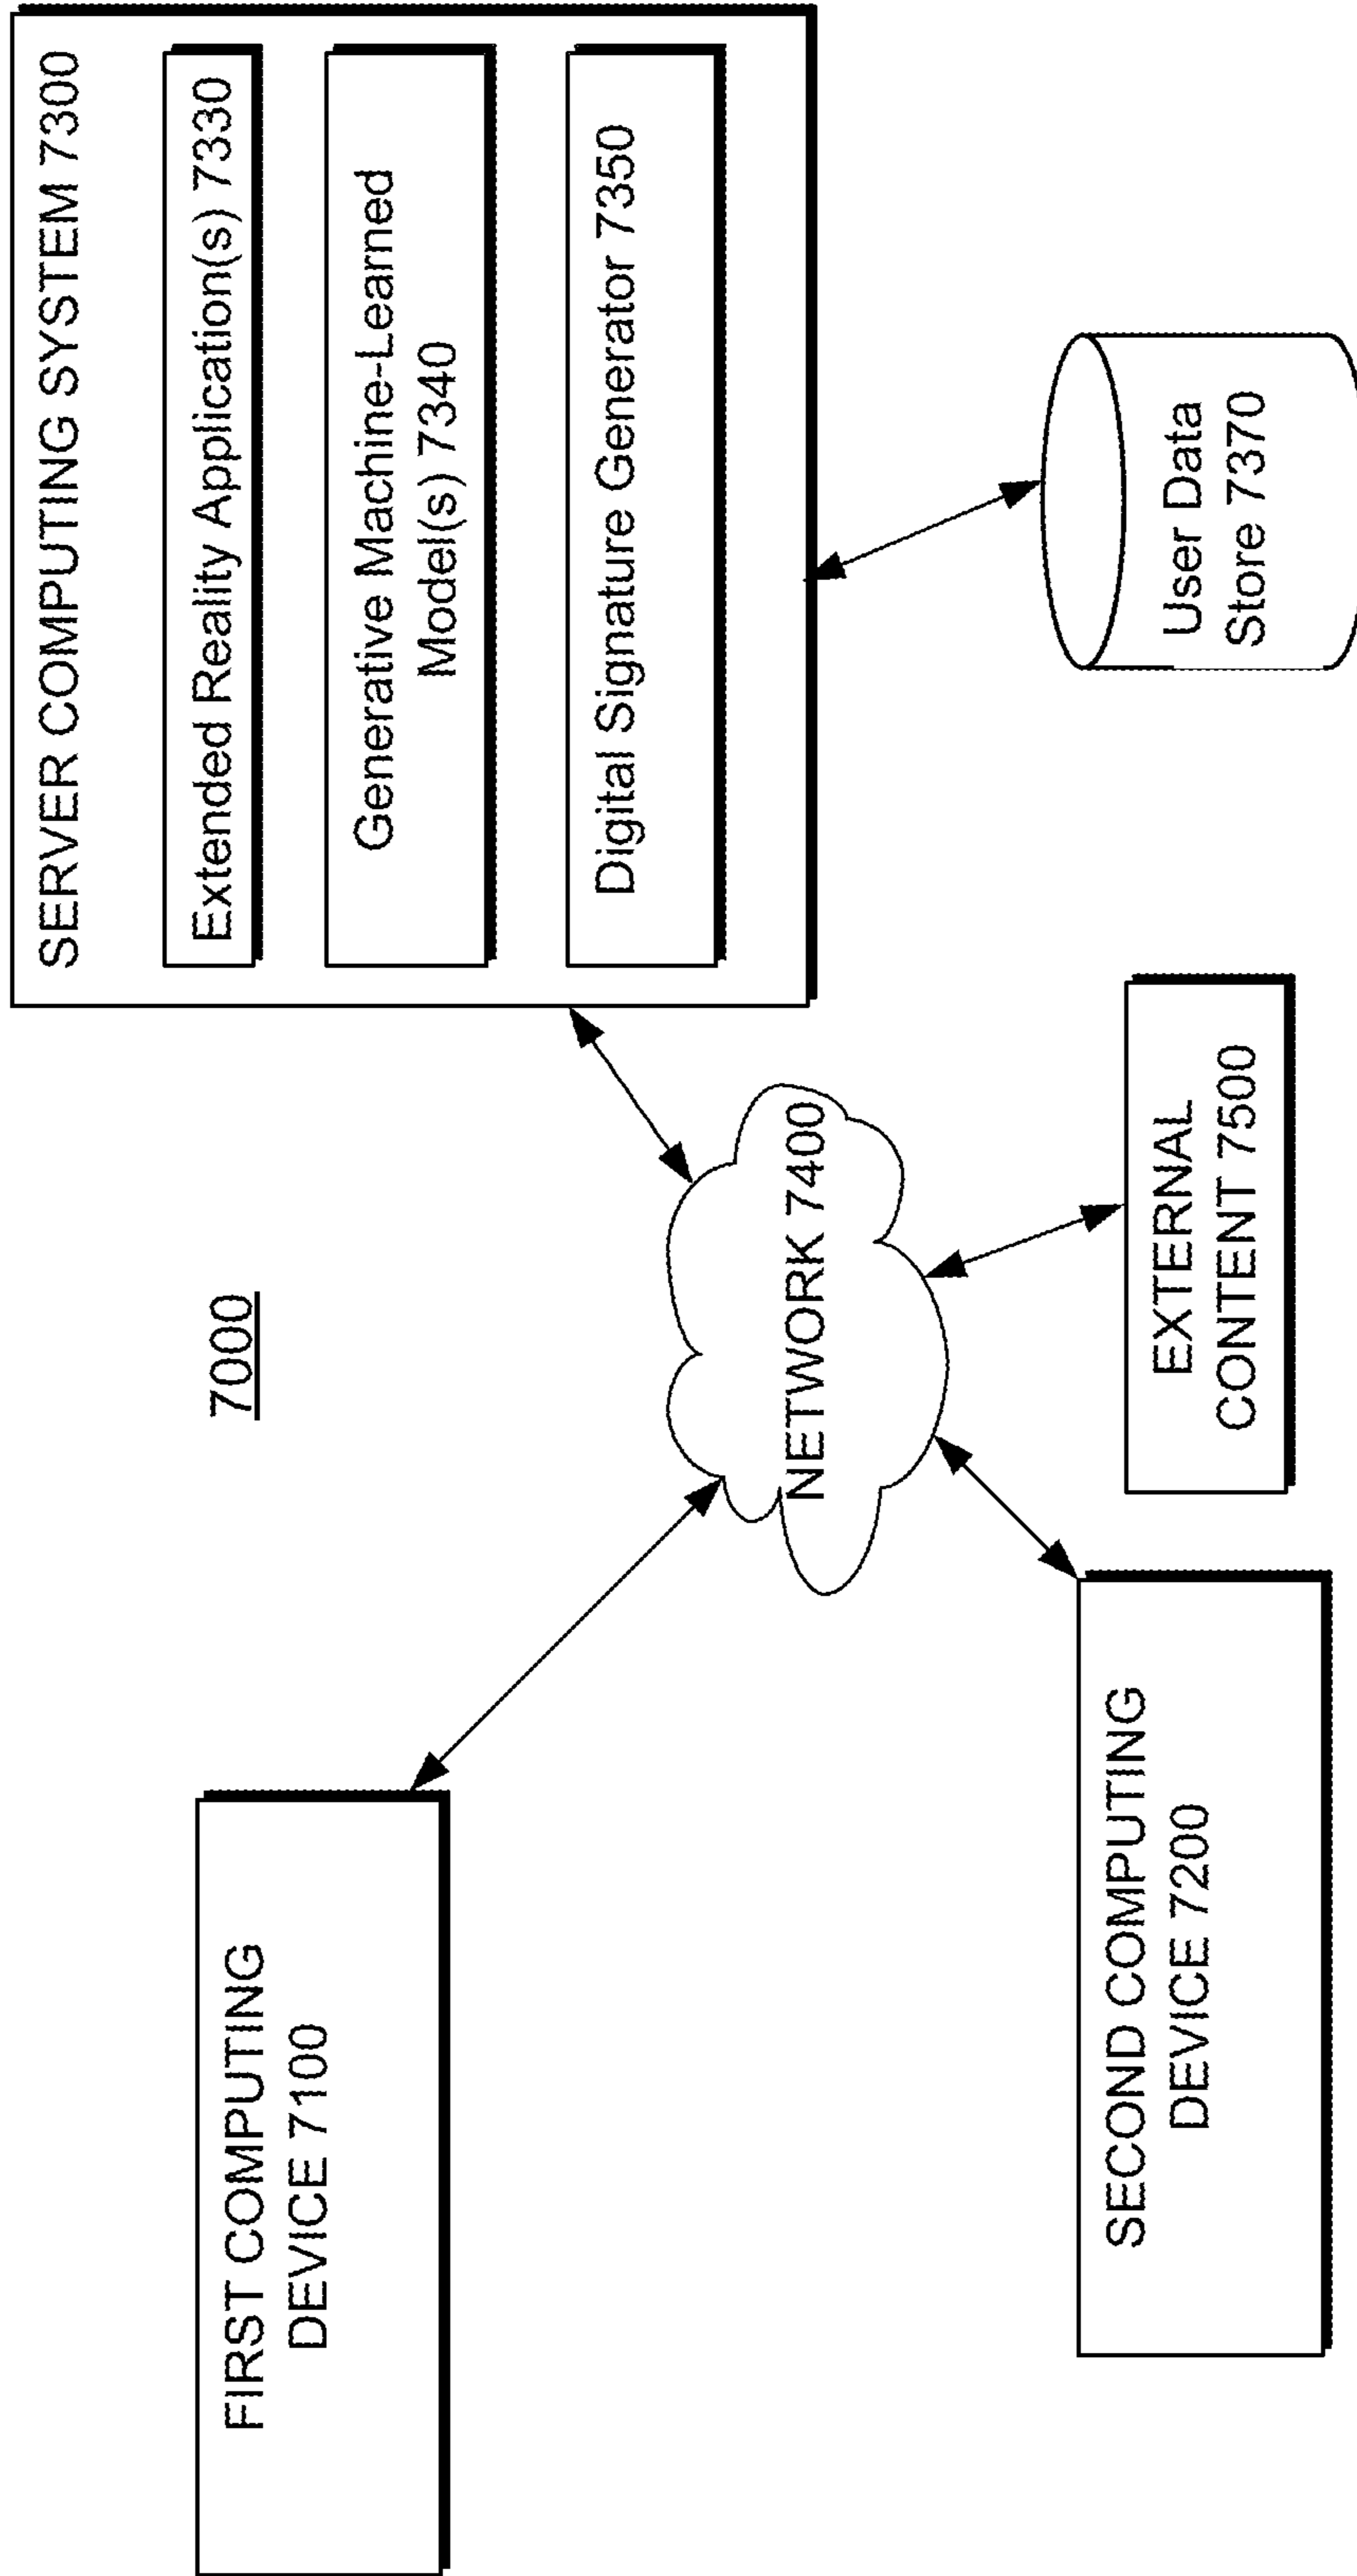 7000
FIRST COMPUTING
DEVICE 7100
SERVER COMPUTING SYSTEM 7300
Extended Reality Application(s) 7330
Generative Machine-Learned
Model(s) 7340
Digital Signature Generator 7350
NETWORK 7400
SECOND COMPUTING
DEVICE 7200
EXTERNAL
CONTENT 7500
User Data
Store 7370